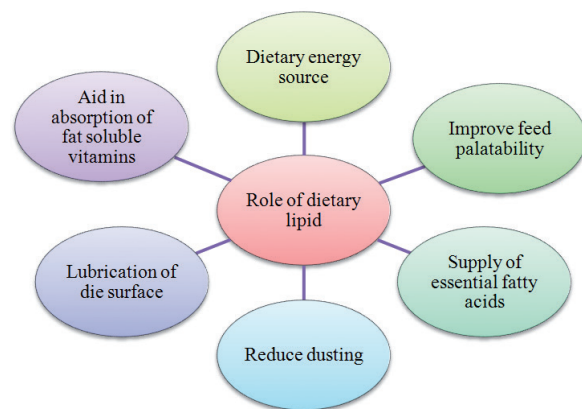 Dietary energy
source
Improve feed
palatability
Supply of
essential fatty
acids
Reduce dusting
Lubrication of
die surface
Aid in
absorption of
fat soluble
vitamins
Role of dietary
lipid